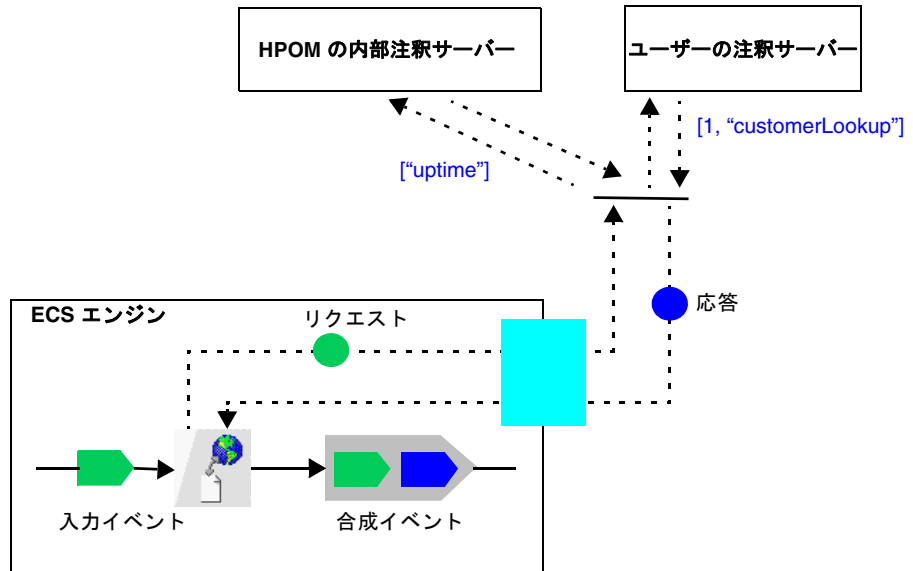 HPOM の内部注釈サーバー
ユーザーの注釈サーバー
[1, “customerLookup”]
[“uptime”]
ECS エンジン
リクエスト
応答
入力イベント
合成イベント